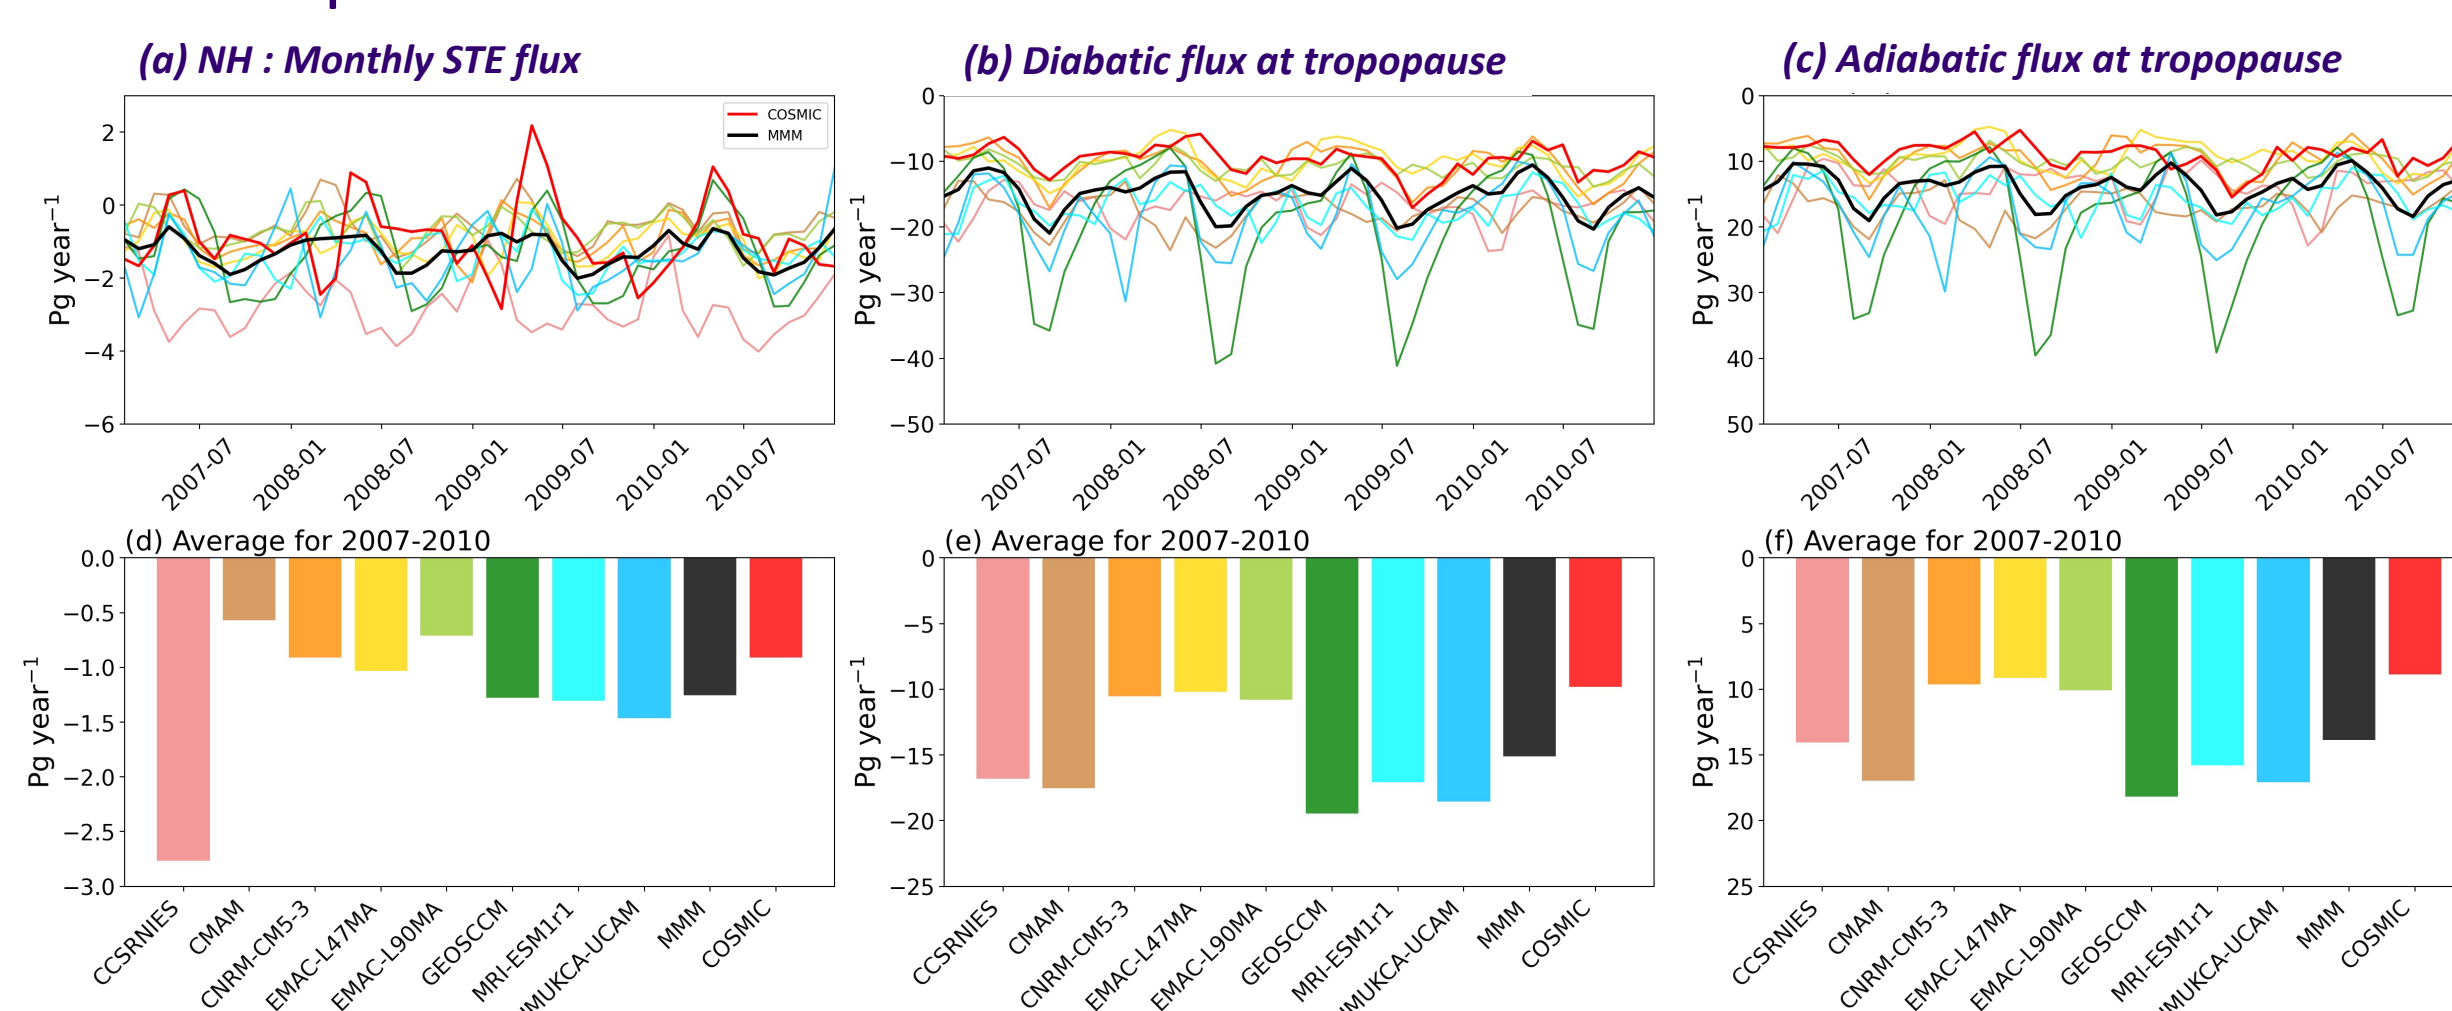 (a) NH : Monthly STE flux
(b) Diabatic flux at tropopause
(c) Adiabatic flux at tropopause
Pg year⁻¹
2
0
−2
−4
−6
COSMIC
MMM
2007-07
2008-01
2008-07
2009-01
2009-07
2010-01
2010-07
Pg year⁻¹
0
−10
−20
−30
−40
−50
2007-07
2008-01
2008-07
2009-01
2009-07
2010-01
2010-07
Pg year⁻¹
0
10
20
30
40
50
2007-07
2008-01
2008-07
2009-01
2009-07
2010-01
2010-07
(d) Average for 2007-2010
Pg year⁻¹
0.0
−0.5
−1.0
−1.5
−2.0
−2.5
−3.0
CCSRNIES
CMAM
CNRM-CM5-3
EMAC-L47MA
EMAC-L90MA
GEOSCCM
MRI-ESM1r1
MUKCA-UCAM
MMM
COSMIC
(e) Average for 2007-2010
Pg year⁻¹
0
−5
−10
−15
−20
−25
CCSRNIES
CMAM
CNRM-CM5-3
EMAC-L47MA
EMAC-L90MA
GEOSCCM
MRI-ESM1r1
MUKCA-UCAM
MMM
COSMIC
(f) Average for 2007-2010
Pg year⁻¹
0
5
10
15
20
25
CCSRNIES
CMAM
CNRM-CM5-3
EMAC-L47MA
EMAC-L90MA
GEOSCCM
MRI-ESM1r1
MUKCA-UCAM
MMM
COSMIC